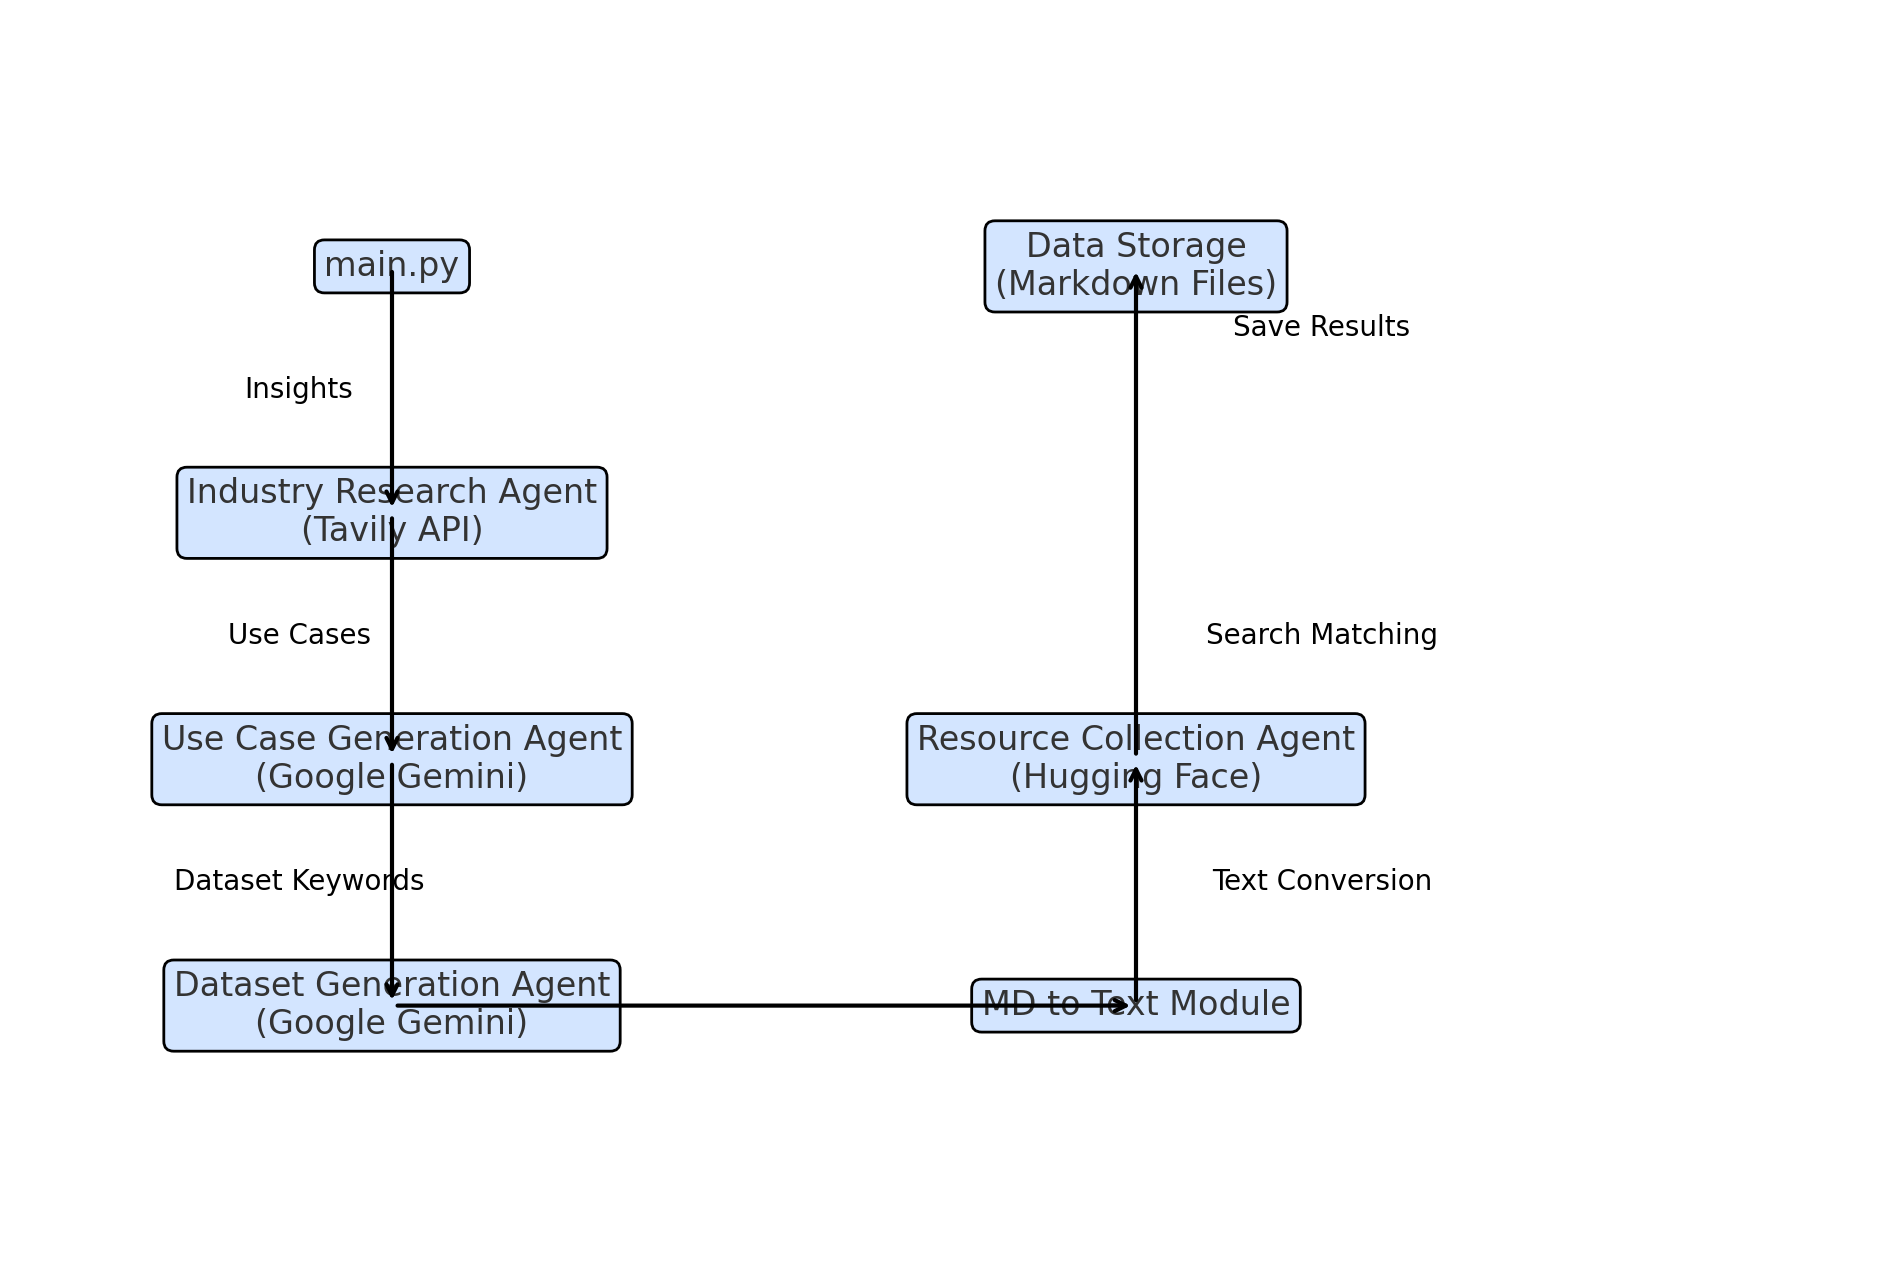 main.py
Insights
Industry Research Agent
(Tavily API)
Use Cases
Use Case Generation Agent
(Google Gemini)
Dataset Keywords
Dataset Generation Agent
(Google Gemini)
MD to Text Module
Text Conversion
Resource Collection Agent
(Hugging Face)
Search Matching
Save Results
Data Storage
(Markdown Files)